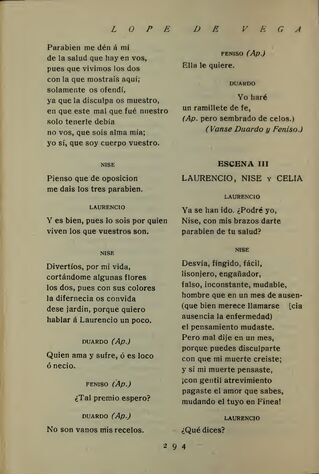 LOPE DE VEGA
Parabien me dén á mi
de la salud que hay en vos,
pues que vivimos los dos
con la que mostrais aqui;
solamente os ofendí,
ya que la disculpa os muestro,
en que este mal que fué nuestro
solo tenerle debia
no vos, que sois alma mia;
yo sí, que soy cuerpo vuestro.
NISE
Pienso que de oposicion
me dais los tres parabien.
LAURENCIO
Y es bien, pues lo sois por quien
viven los que vuestros son.
NISE
Divertíos, por mi vida,
cortándome algunas flores
los dos, pues con sus colores
la difernecia os convida
dese jardin, porque quiero
hablar á Laurencio un poco.
DUARDO (Ap.)
Quien ama y sufre, ó es loco
ó necio.
FENISO (Ap.)
¿Tal premio espero?
DUARDO (Ap.)
No son vanos mis recelos.
FENISO (Ap.)
Ella le quiere.
DUARDO
Yo haré
un ramillete de fe,
(Ap. pero sembrado de celos.)
(Vanse Duardo y Feniso.)
ESCENA III
LAURENCIO, NISE Y CELIA
LAURENCIO
Ya se han ido. ¿Podré yo,
Nise, con mis brazos darte
parabien de tu salud?
NISE
Desvía, fingido, fácil,
lisonjero, engañador,
falso, inconstante, mudable,
hombre que en un mes de ausen-
(que bien merece llamarse [cia
ausencia la enfermedad)
el pensamiento mudaste.
Pero mal dije en un mes,
porque puedes disculparte
con que mi muerte creiste;
y si mi muerte pensaste,
¡con gentil atrevimiento
pagaste el amor que sabes,
mudando el tuyo en Finea!
LAURENCIO
¿Qué dices?
294